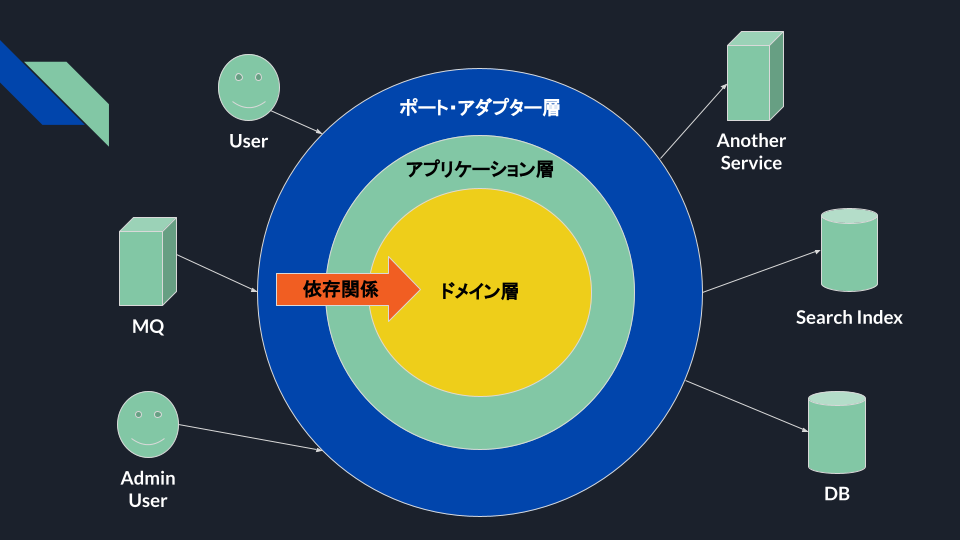 ポート・アダプター層
User
Another
Service
アプリケーション層
依存関係
ドメイン層
MQ
Search Index
Admin
User
DB